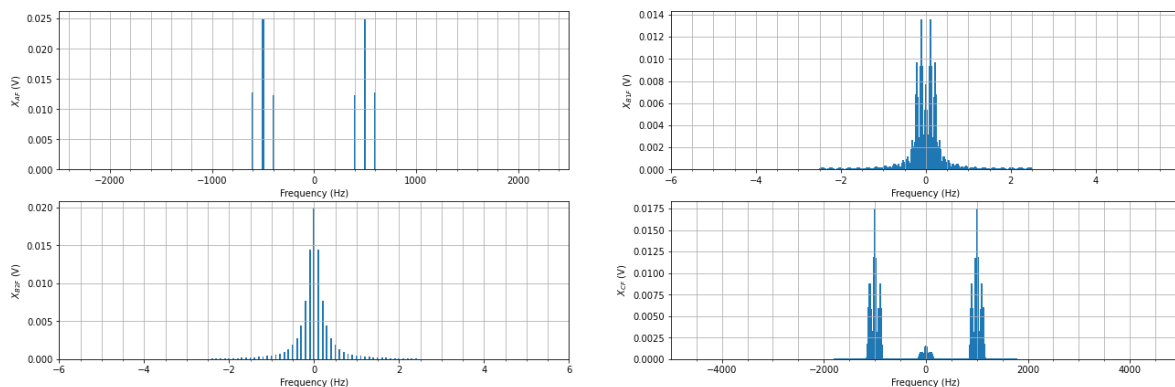 0.025
0.020
0.015
0.010
0.005
0.000
X_AF (V)
-2000 -1000 0 1000 2000
Frequency (Hz)
0.014
0.012
0.010
0.008
0.006
0.004
0.002
0.000
X_B1F (V)
-6 -4 -2 0 2 4
Frequency (Hz)
0.020
0.015
0.010
0.005
0.000
X_B2F (V)
-6 -4 -2 0 2 4 6
Frequency (Hz)
0.0175
0.0150
0.0125
0.0100
0.0075
0.0050
0.0025
0.0000
X_CF (V)
-4000 -2000 0 2000 4000
Frequency (Hz)